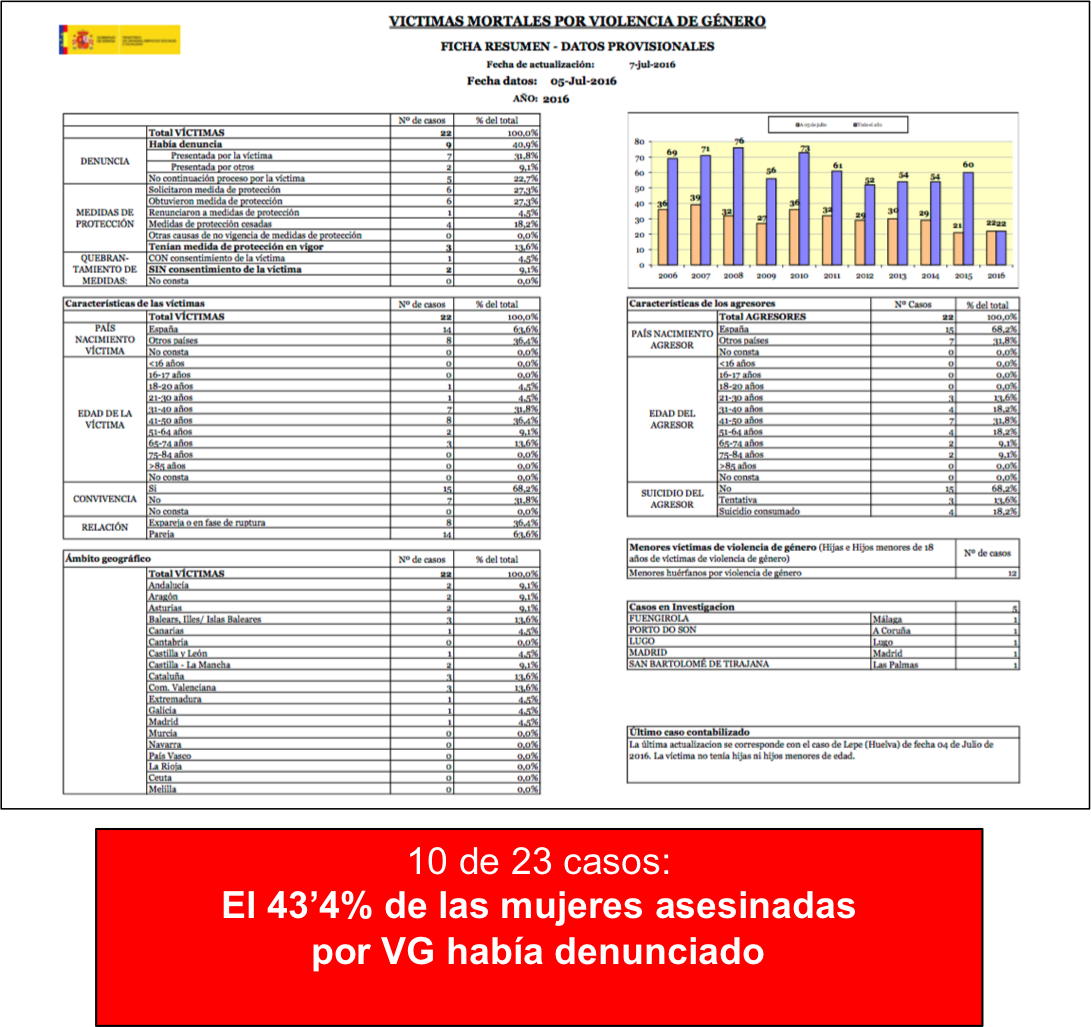 VICTIMAS MORTALES POR VIOLENCIA DE GÉNERO
FICHA RESUMEN - DATOS PROVISIONALES
Fecha de actualización: 7-jul-2016
Fecha datos: 05-Jul-2016
AÑO: 2016
Nº de casos % del total
Total VÍCTIMAS 22 100,0%
DENUNCIA
Había denuncia 9 40,9%
Presentada por la víctima 7 31,8%
Presentada por otros 2 9,1%
No continuación proceso por la víctima 5 22,7%
MEDIDAS DE PROTECCIÓN
Solicitaron medida de protección 6 27,3%
Obtuvieron medida de protección 6 27,3%
Renunciaron a medidas de protección 1 4,5%
Medidas de protección cesadas 4 18,2%
Otras causas de no vigencia de medidas de protección 0 0,0%
Tenían medida de protección en vigor 3 13,6%
QUEBRAN-TAMIENTO DE MEDIDAS:
CON consentimiento de la víctima 1 4,5%
SIN consentimiento de la víctima 2 9,1%
No consta 0 0,0%
80
70
60
50
40
30
20
10
0
36 69 39 71 32 76 27 56 36 73 32 61 29 52 30 54 29 54 21 60 22 22
2006 2007 2008 2009 2010 2011 2012 2013 2014 2015 2016
Características de las víctimas Nº de casos % del total
Total VÍCTIMAS 22 100,0%
PAÍS NACIMIENTO VÍCTIMA
España 14 63,6%
Otros países 8 36,4%
No consta 0 0,0%
EDAD DE LA VÍCTIMA
<16 años 0 0,0%
16-17 años 0 0,0%
18-20 años 1 4,5%
21-30 años 1 4,5%
31-40 años 7 31,8%
41-50 años 8 36,4%
51-64 años 2 9,1%
65-74 años 3 13,6%
75-84 años 0 0,0%
>85 años 0 0,0%
No consta 0 0,0%
CONVIVENCIA
Si 15 68,2%
No 7 31,8%
No consta 0 0,0%
RELACIÓN
Expareja o en fase de ruptura 8 36,4%
Pareja 14 63,6%
Características de los agresores Nº Casos % del total
Total AGRESORES 22 100,0%
PAÍS NACIMIENTO AGRESOR
España 15 68,2%
Otros países 7 31,8%
No consta 0 0,0%
EDAD DEL AGRESOR
<16 años 0 0,0%
16-17 años 0 0,0%
18-20 años 0 0,0%
21-30 años 3 13,6%
31-40 años 4 18,2%
41-50 años 7 31,8%
51-64 años 4 18,2%
65-74 años 2 9,1%
75-84 años 2 9,1%
>85 años 0 0,0%
No consta 0 0,0%
SUICIDIO DEL AGRESOR
No 15 68,2%
Tentativa 3 13,6%
Suicidio consumado 4 18,2%
Ámbito geográfico Nº de casos % del total
Total VÍCTIMAS 22 100,0%
Andalucía 2 9,1%
Aragón 2 9,1%
Asturias 2 9,1%
Balears, Illes/ Islas Baleares 3 13,6%
Canarias 1 4,5%
Cantabria 0 0,0%
Castilla y León 1 4,5%
Castilla - La Mancha 2 9,1%
Cataluña 3 13,6%
Com. Valenciana 3 13,6%
Extremadura 1 4,5%
Galicia 1 4,5%
Madrid 1 4,5%
Murcia 0 0,0%
Navarra 0 0,0%
País Vasco 0 0,0%
La Rioja 0 0,0%
Ceuta 0 0,0%
Melilla 0 0,0%
Menores víctimas de violencia de género (Hijas e Hijos menores de 18 Nº de casos
años de víctimas de violencia de género)
Menores huérfanos por violencia de género 12
Casos en Investigacion 5
FUENGIROLA Málaga 1
PORTO DO SON A Coruña 1
LUGO Lugo 1
MADRID Madrid 1
SAN BARTOLOMÉ DE TIRAJANA Las Palmas 1
Último caso contabilizado
La última actualizacion se corresponde con el caso de Lepe (Huelva) de fecha 04 de Julio de
2016. La víctima no tenía hijas ni hijos menores de edad.
10 de 23 casos:
El 43’4% de las mujeres asesinadas
por VG había denunciado